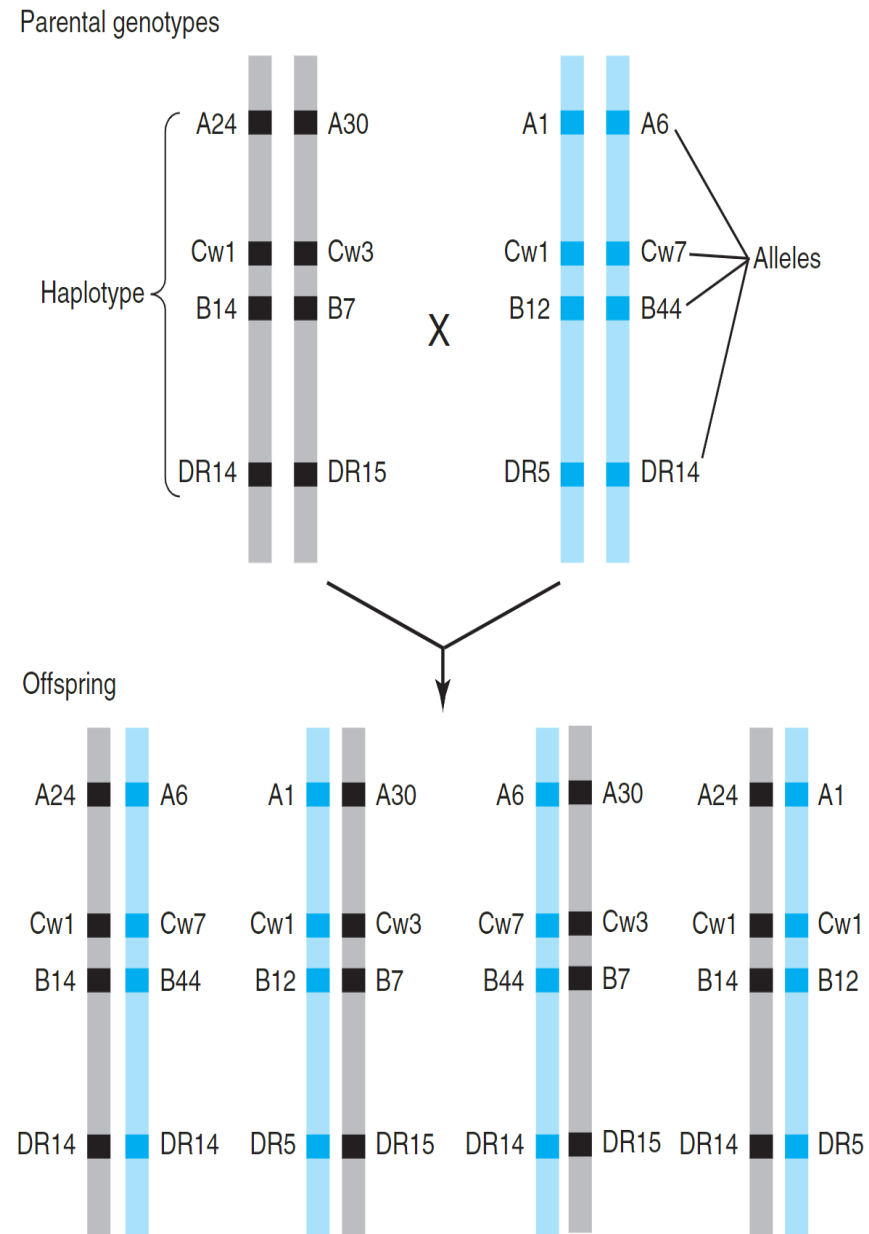 Parental genotypes
A24 A30 A1 A6
Cw1 Cw3 Cw1 Cw7 Alleles
Haplotype
B14 B7 X B12 B44
DR14 DR15 DR5 DR14
Offspring
A24 A6 A1 A30 A6 A30 A24 A1
Cw1 Cw7 Cw1 Cw3 Cw7 Cw3 Cw1 Cw1
B14 B44 B12 B7 B44 B7 B14 B12
DR14 DR14 DR5 DR15 DR14 DR15 DR14 DR5